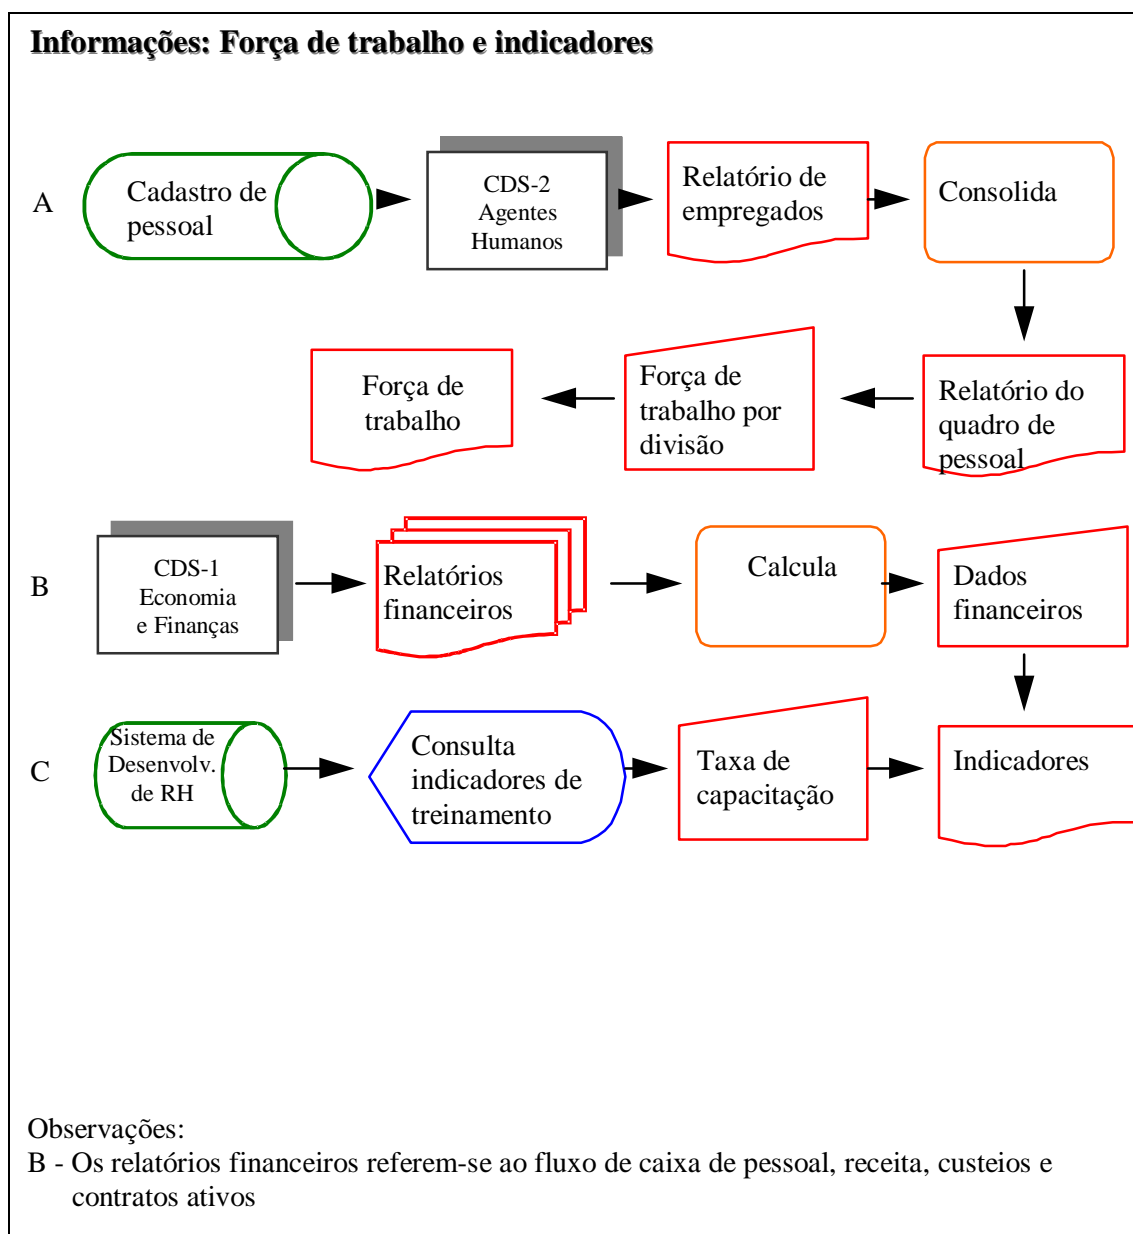 Informações: Força de trabalho e indicadores
A
Cadastro de
pessoal
CDS-2
Agentes
Humanos
Relatório de
empregados
Consolida
Força de
trabalho
Força de
trabalho por
divisão
Relatório do
quadro de
pessoal
B
CDS-1
Economia
e Finanças
Relatórios
financeiros
Calcula
Dados
financeiros
C
Sistema de
Desenvolv.
de RH
Consulta
indicadores de
treinamento
Taxa de
capacitação
Indicadores
Observações:
B - Os relatórios financeiros referem-se ao fluxo de caixa de pessoal, receita, custeios e
contratos ativos